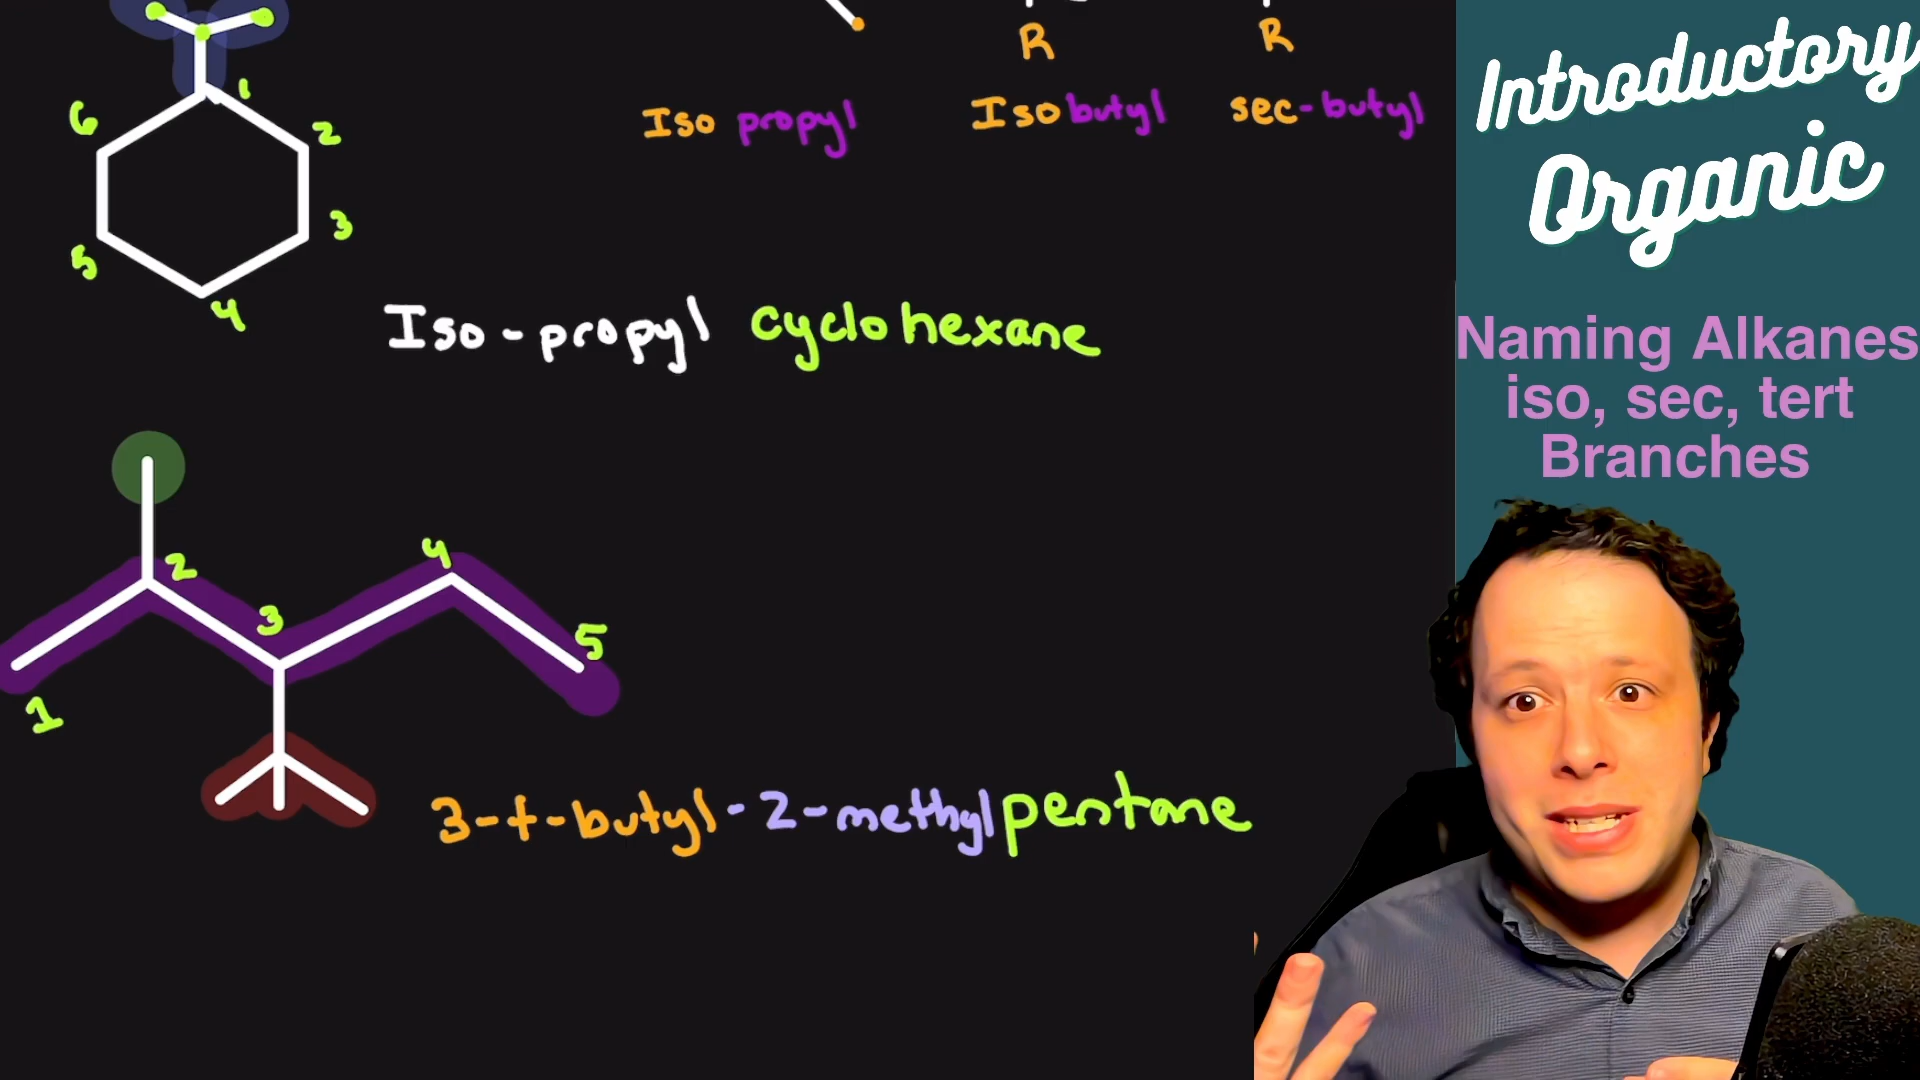 R R
Iso propyl Isobutyl sec-butyl
1
6 2
3
5
4
Iso-propyl cyclohexane
2 4
3
5
1
3-t-butyl-2-methylpentane
Introductory
Organic
Naming Alkanes
iso, sec, tert
Branches